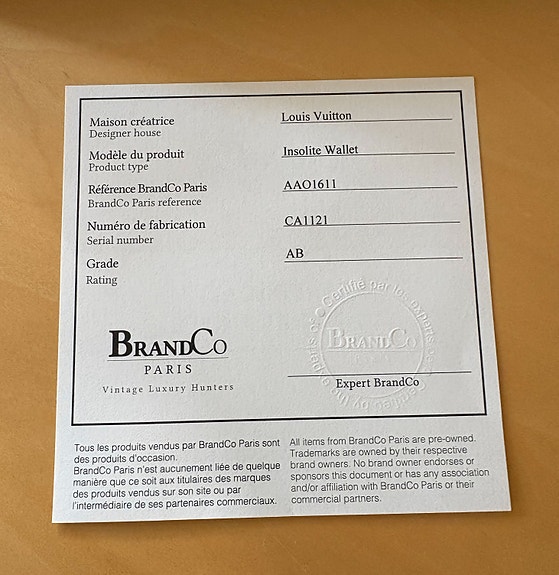 Maison créatrice
Designer house
Louis Vuitton
Modèle du produit
Product type
Insolite Wallet
Référence BrandCo Paris
BrandCo Paris reference
AAO1611
Numéro de fabrication
Serial number
CA1121
Grade
Rating
AB
BRANDCO
PARIS
Vintage Luxury Hunters
Certifié par les experts
BRANDCO
Expert BrandCo
Tous les produits vendus par BrandCo Paris sont
des produits d'occasion.
BrandCo Paris n'est aucunement liée de quelque
manière que ce soit aux titulaires des marques
des produits vendus sur son site ou par
l'intermédiaire de ses partenaires commerciaux.
All items from BrandCo Paris are pre-owned.
Trademarks are owned by their respective
brand owners. No brand owner endorses or
sponsors this document or has any association
and/or affiliation with BrandCo Paris or their
commercial partners.